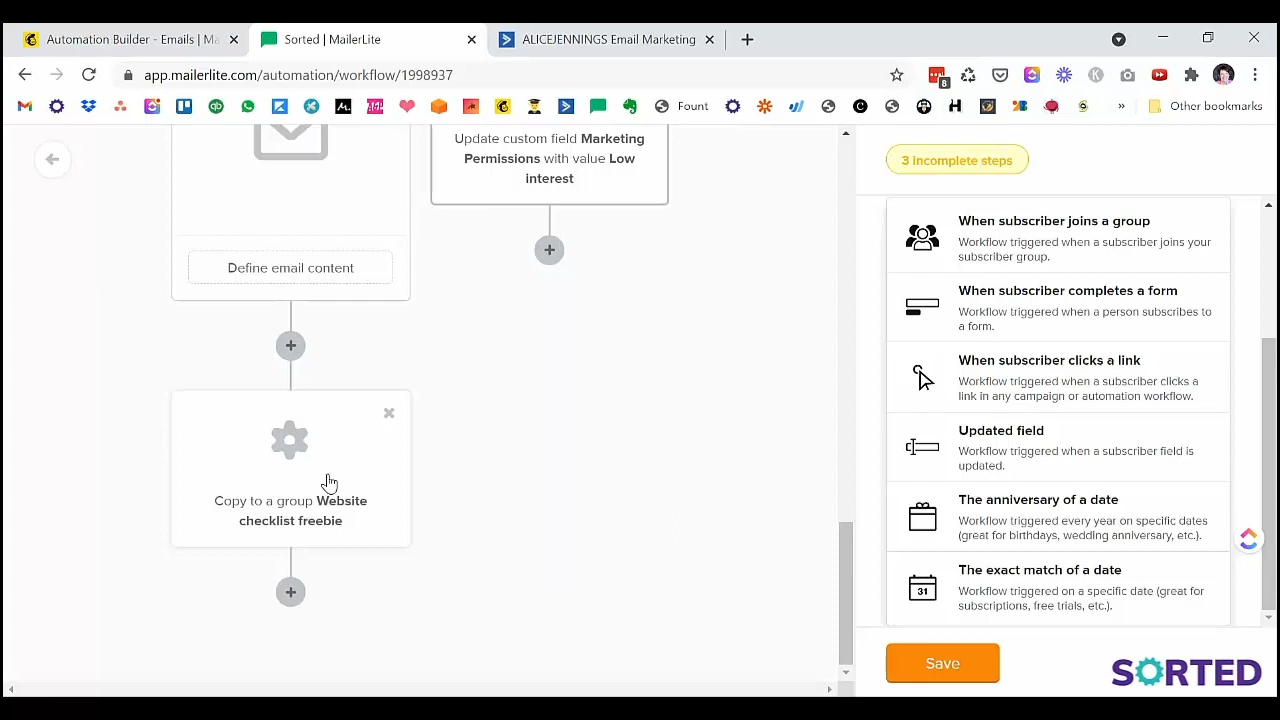 Automation Builder - Emails | Ma
Sorted | MailerLite
ALICEJENNINGS Email Marketing
app.mailerlite.com/automation/workflow/1998937
8
Fount
»
Other bookmarks
Update custom field Marketing
Permissions with value Low
interest
Define email content
Copy to a group Website
checklist freebie
3 incomplete steps
When subscriber joins a group
Workflow triggered when a subscriber joins your
subscriber group.
When subscriber completes a form
Workflow triggered when a person subscribes to
a form.
When subscriber clicks a link
Workflow triggered when a subscriber clicks a
link in any campaign or automation workflow.
Updated field
Workflow triggered when a subscriber field is
updated.
The anniversary of a date
Workflow triggered every year on specific dates
(great for birthdays, wedding anniversary, etc.).
31
The exact match of a date
Workflow triggered on a specific date (great for
subscriptions, free trials, etc.).
Save
SORTED